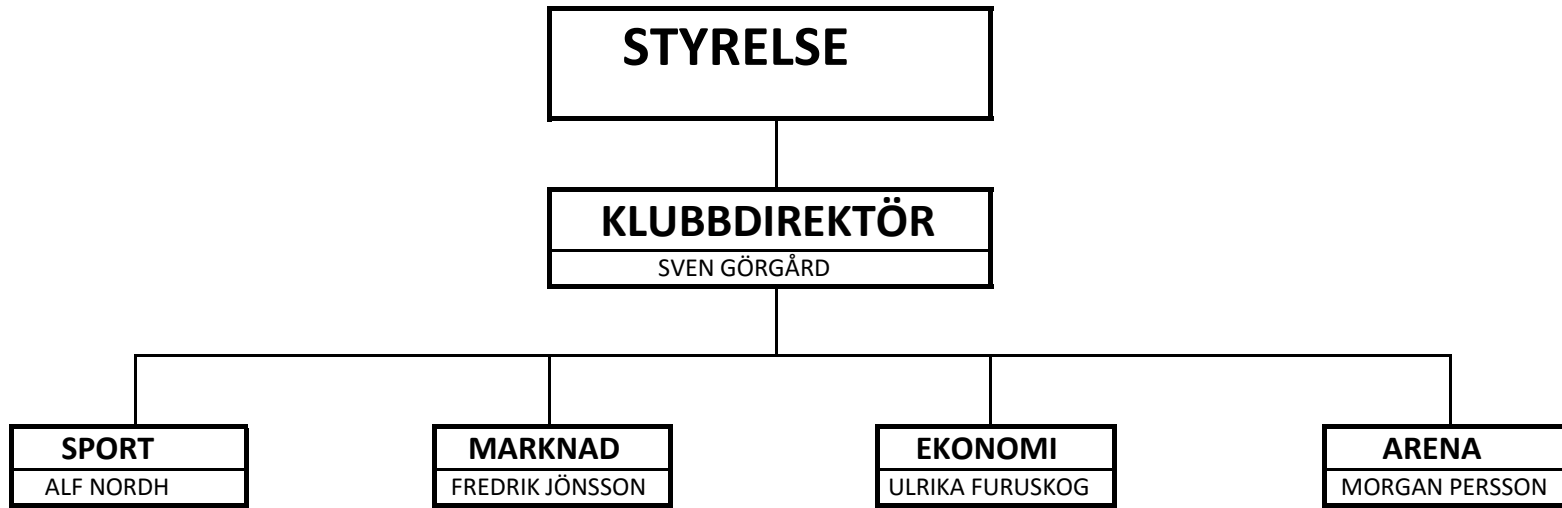 STYRELSE
KLUBBDIREKTÖR
SVEN GÖRGÅRD
SPORT
ALF NORDH
MARKNAD
FREDRIK JÖNSSON
EKONOMI
ULRIKA FURUSKOG
ARENA
MORGAN PERSSON